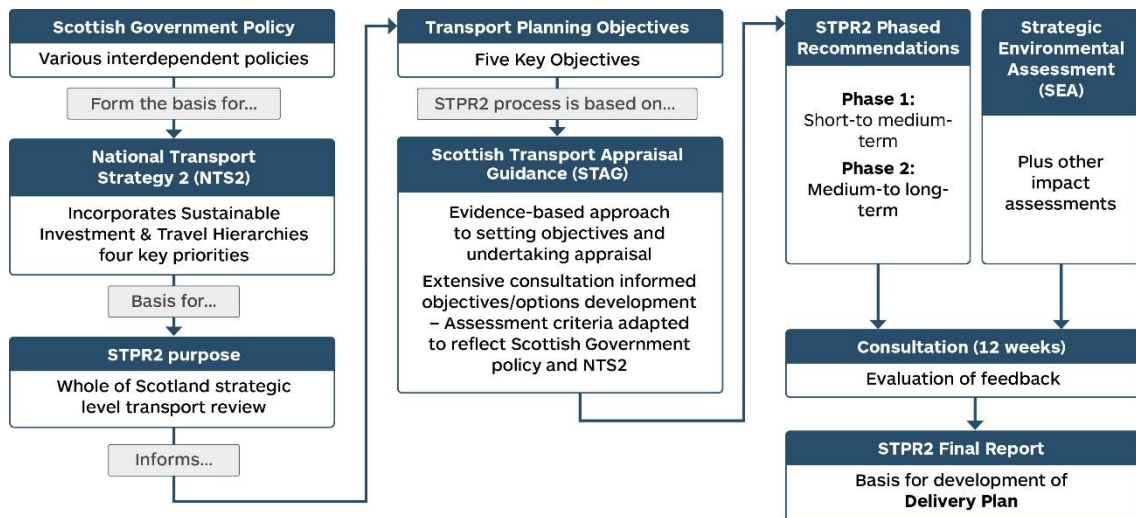 Scottish Government Policy
Various interdependent policies
Form the basis for...
National Transport
Strategy 2 (NTS2)
Incorporates Sustainable
Investment & Travel Hierarchies
four key priorities
Basis for...
STPR2 purpose
Whole of Scotland strategic
level transport review
Informs...
Transport Planning Objectives
Five Key Objectives
STPR2 process is based on...
Scottish Transport Appraisal
Guidance (STAG)
Evidence-based approach
to setting objectives and
undertaking appraisal
Extensive consultation informed
objectives/options development
– Assessment criteria adapted
to reflect Scottish Government
policy and NTS2
STPR2 Phased
Recommendations
Phase 1:
Short-to medium-
term
Phase 2:
Medium-to long-
term
Strategic
Environmental
Assessment
(SEA)
Plus other
impact
assessments
Consultation (12 weeks)
Evaluation of feedback
STPR2 Final Report
Basis for development of
Delivery Plan